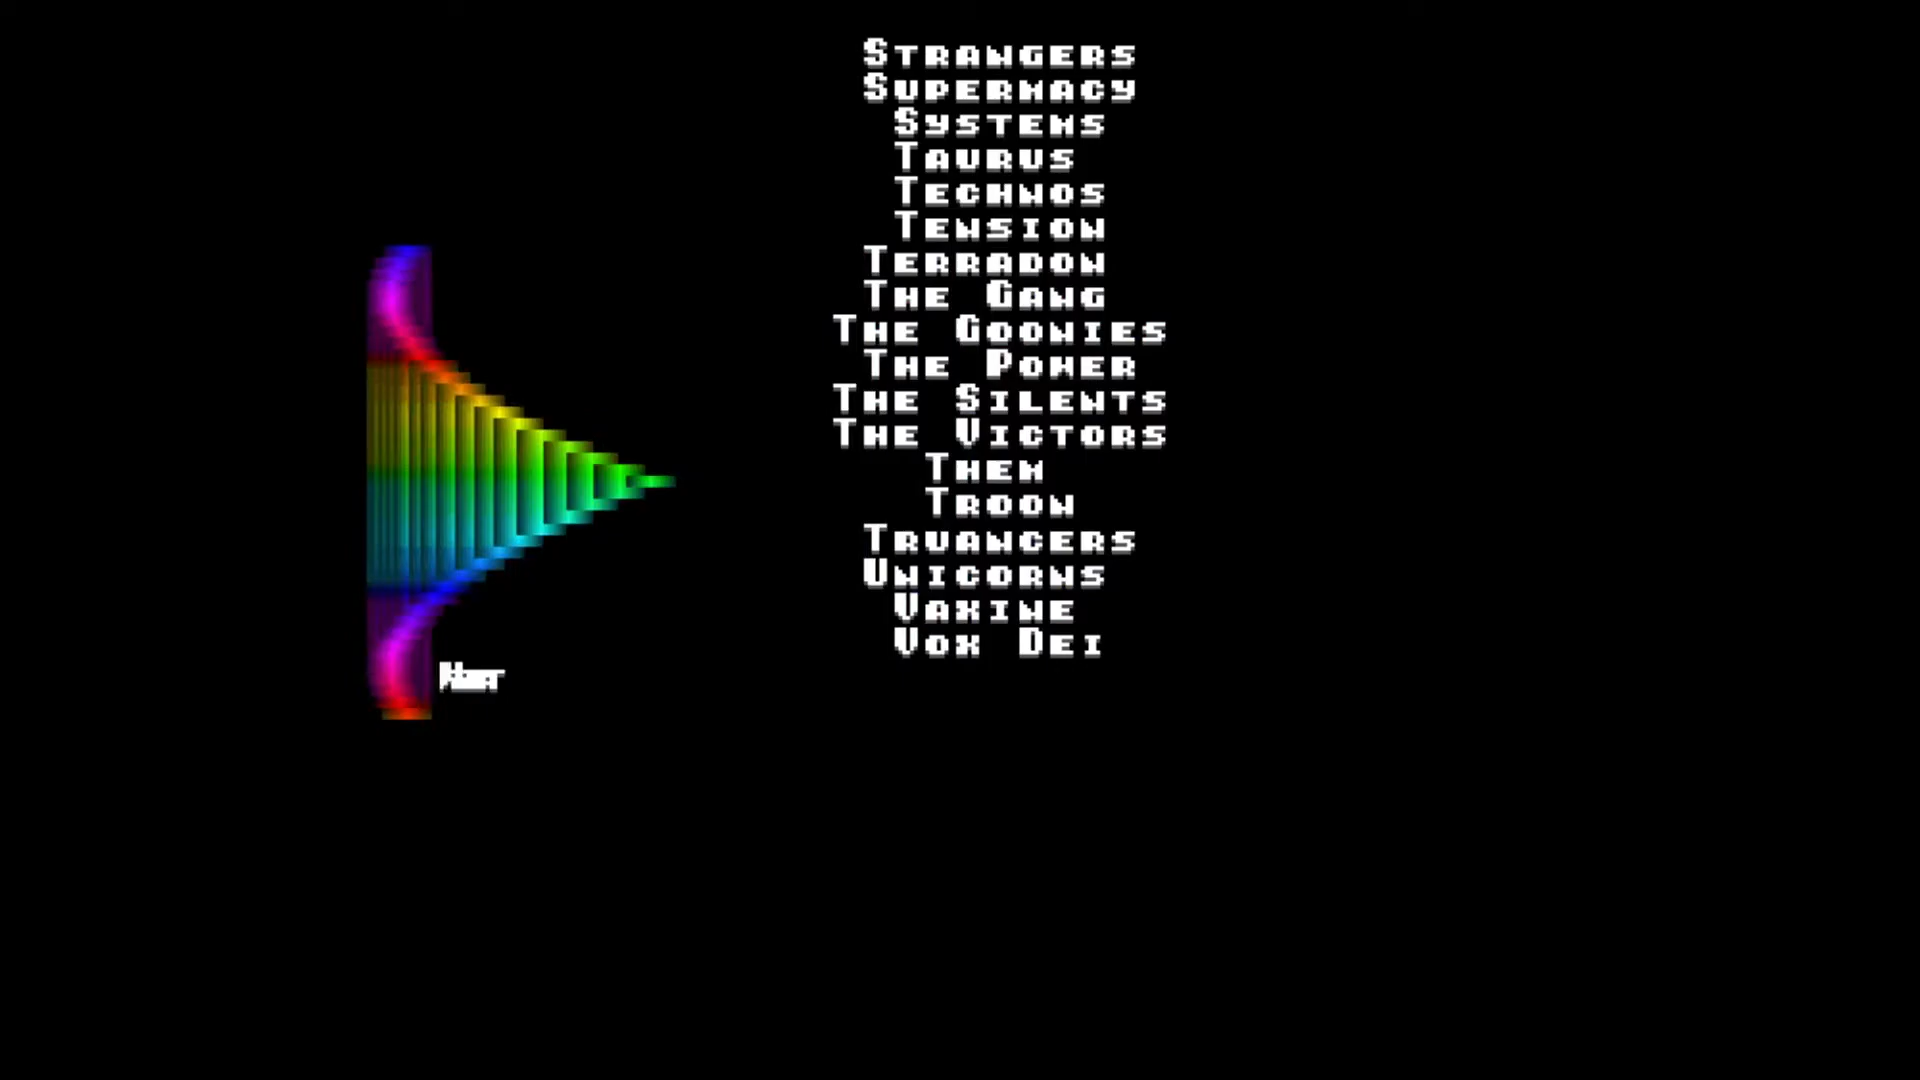 Strangers
Supermacy
Systems
Taurus
Technos
Tension
Terradon
The Gang
The Goonies
The Power
The Silents
The Victors
Them
Troon
Truancers
Unicorns
Vaxine
Vox Dei